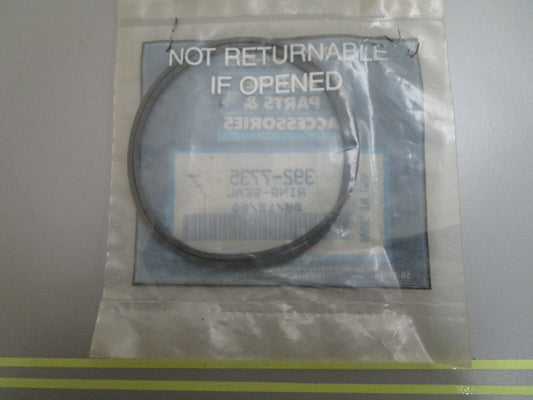 NOT RETURNABLE
IF OPENED
PARTS &
ACCESSORIES
392-7735
RING-SEAL